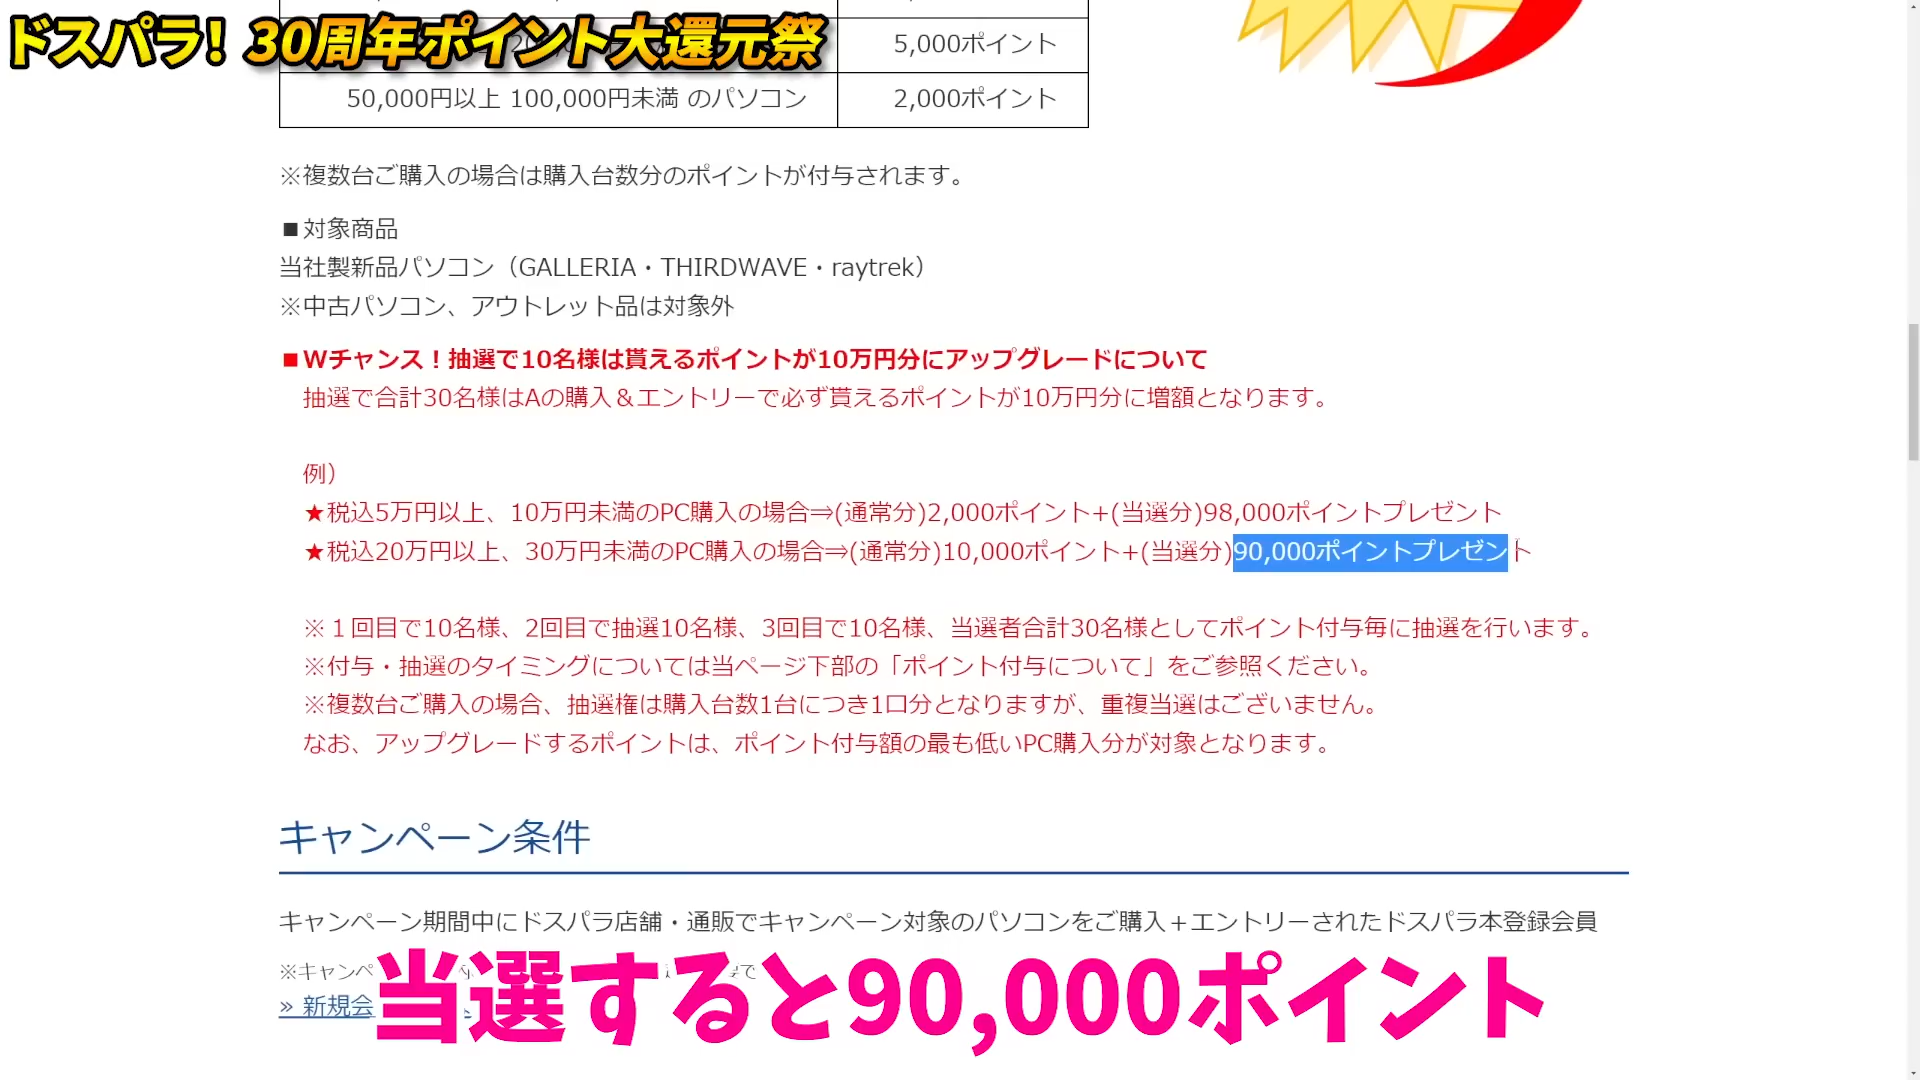 ドスパラ！30周年ポイント大還元祭
5,000ポイント
50,000円以上 100,000円未満 のパソコン 2,000ポイント
※複数台ご購入の場合は購入台数分のポイントが付与されます。
■対象商品
当社製新品パソコン（GALLERIA・THIRDWAVE・raytrek）
※中古パソコン、アウトレット品は対象外
■Wチャンス！抽選で10名様は貰えるポイントが10万円分にアップグレードについて
抽選で合計30名様はAの購入＆エントリーで必ず貰えるポイントが10万円分に増額となります。
例）
★税込5万円以上、10万円未満のPC購入の場合⇒(通常分)2,000ポイント+(当選分)98,000ポイントプレゼント
★税込20万円以上、30万円未満のPC購入の場合⇒(通常分)10,000ポイント+(当選分)90,000ポイントプレゼント
※１回目で10名様、2回目で抽選10名様、3回目で10名様、当選者合計30名様としてポイント付与毎に抽選を行います。
※付与・抽選のタイミングについては当ページ下部の「ポイント付与について」をご参照ください。
※複数台ご購入の場合、抽選権は購入台数1台につき1口分となりますが、重複当選はございません。
なお、アップグレードするポイントは、ポイント付与額の最も低いPC購入分が対象となります。
キャンペーン条件
キャンペーン期間中にドスパラ店舗・通販でキャンペーン対象のパソコンをご購入＋エントリーされたドスパラ本登録会員
※キャンペ
» 新規会
当選すると90,000ポイント